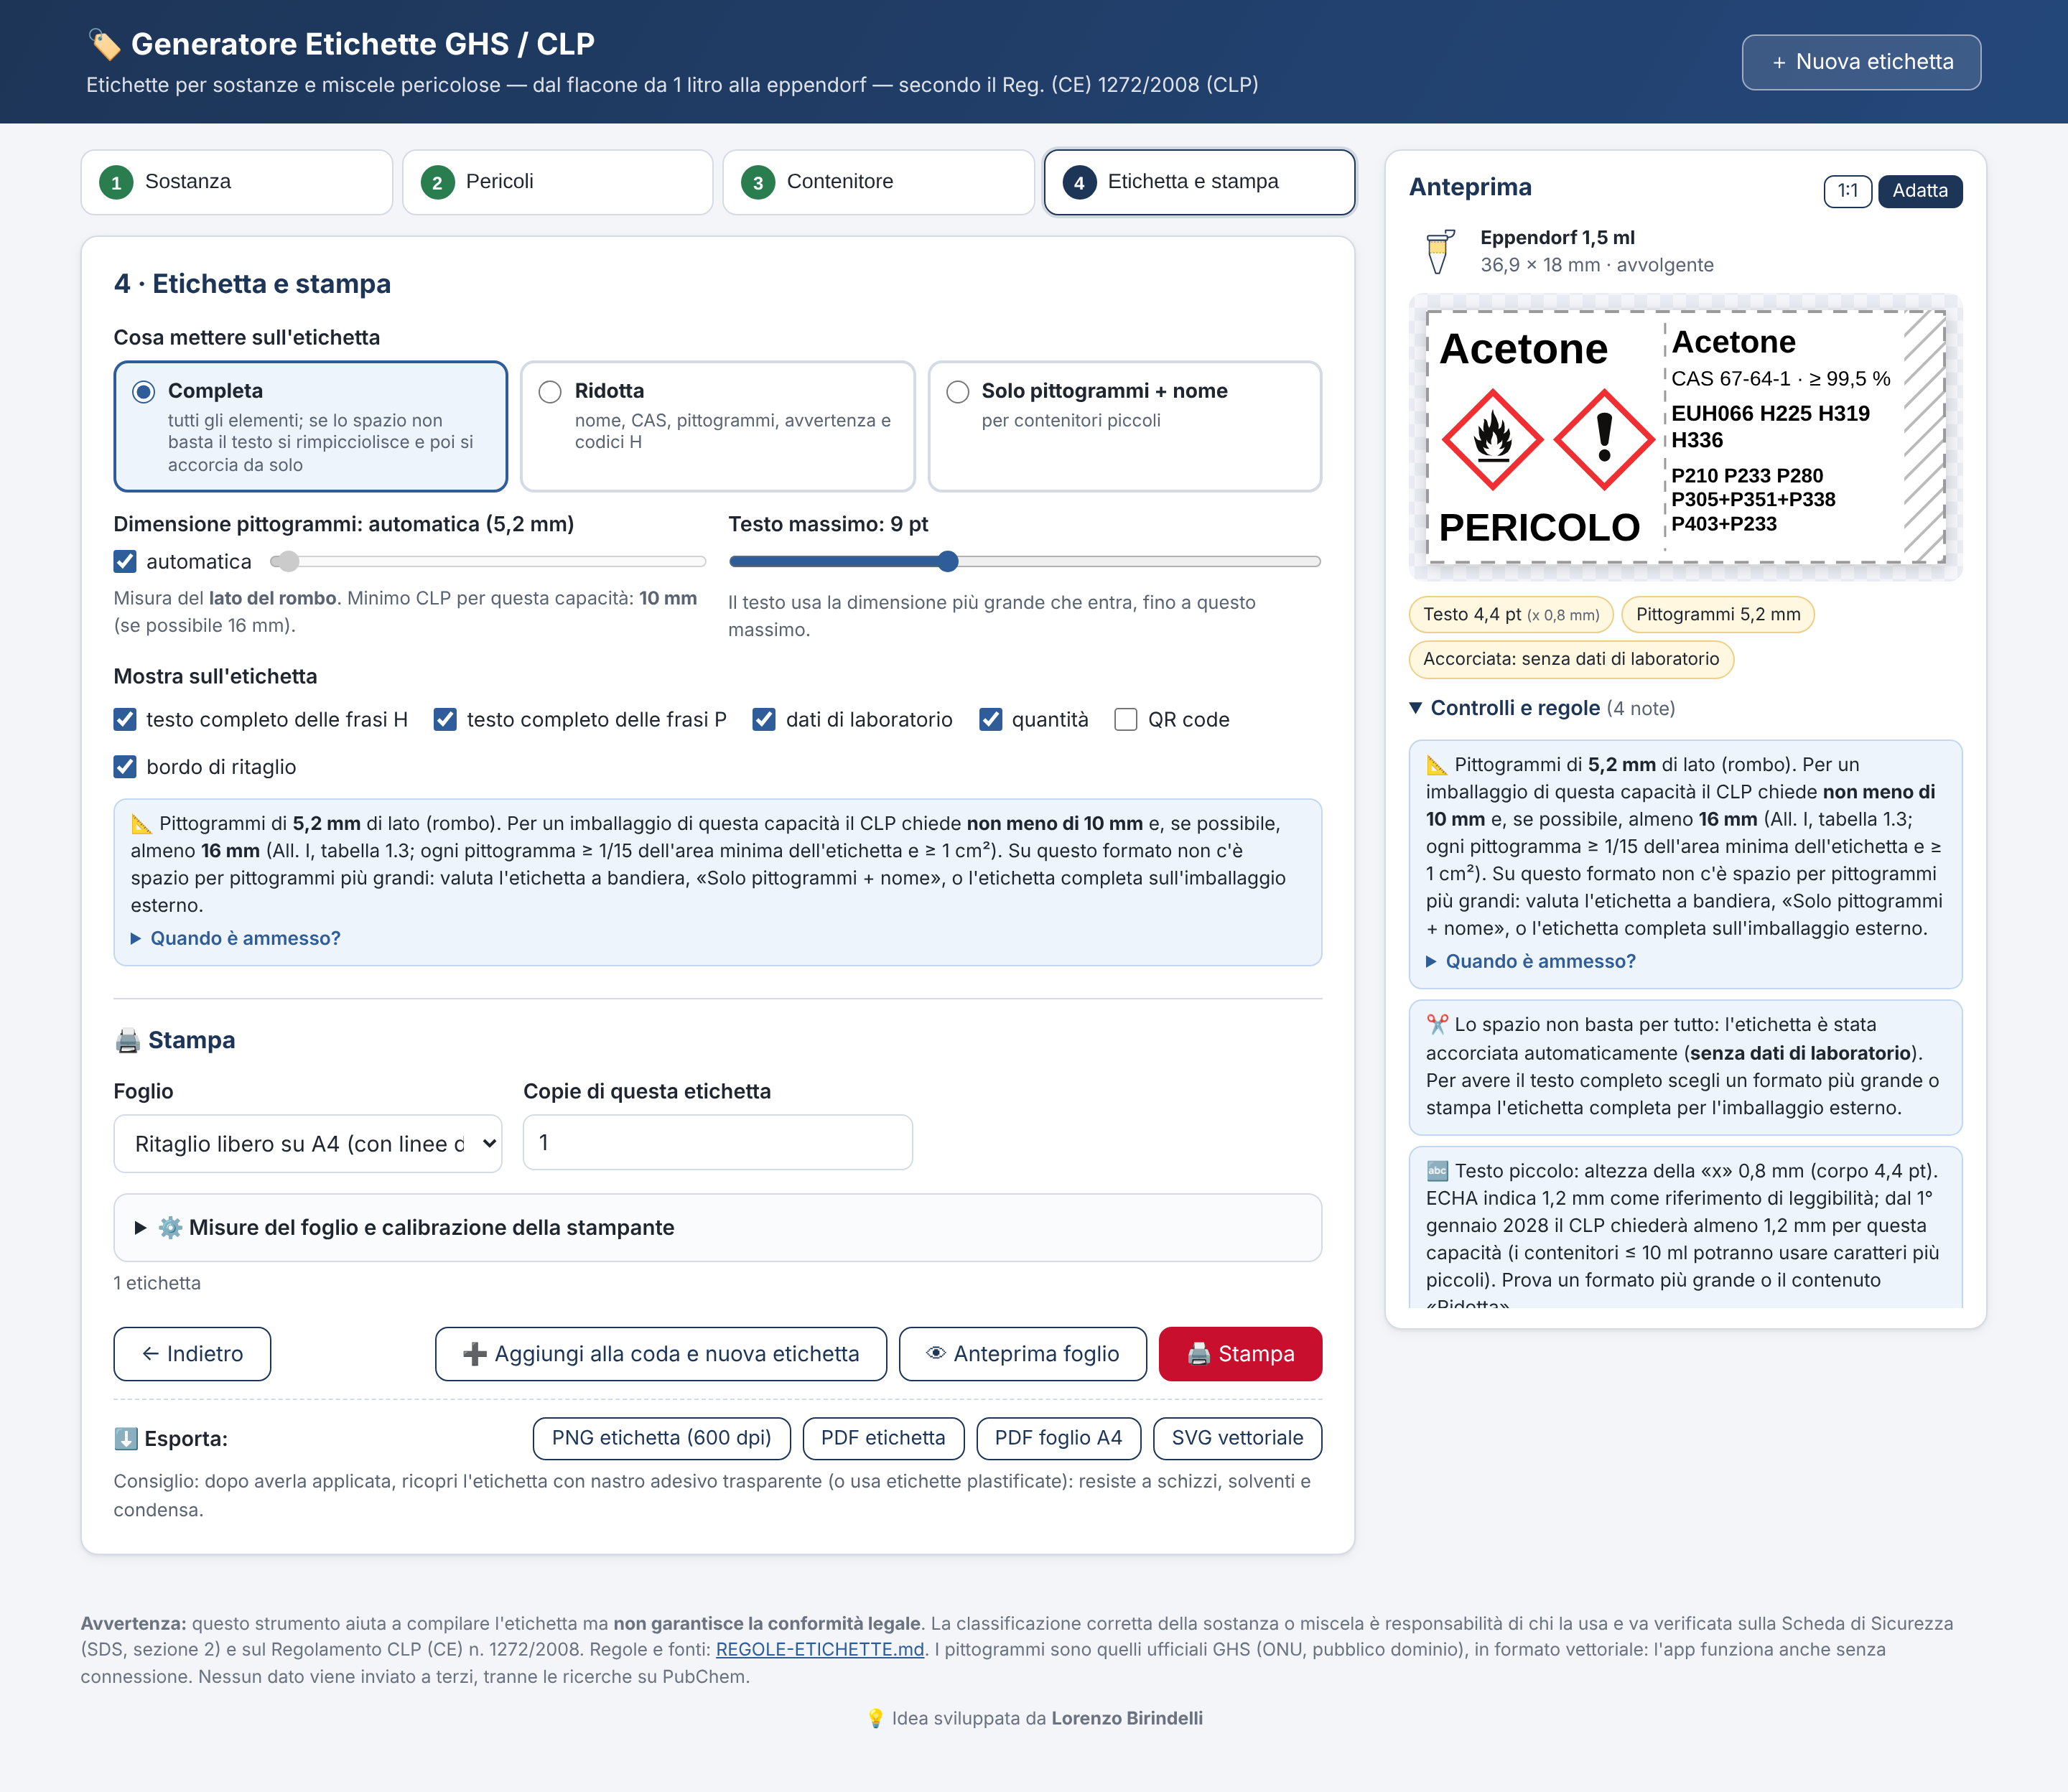 🏷️ Generatore Etichette GHS / CLP
Etichette per sostanze e miscele pericolose — dal flacone da 1 litro alla eppendorf — secondo il Reg. (CE) 1272/2008 (CLP)
+ Nuova etichetta
1 Sostanza
2 Pericoli
3 Contenitore
4 Etichetta e stampa
4 · Etichetta e stampa
Cosa mettere sull'etichetta
Completa
tutti gli elementi; se lo spazio non
basta il testo si rimpicciolisce e poi si
accorcia da solo
Ridotta
nome, CAS, pittogrammi, avvertenza e
codici H
Solo pittogrammi + nome
per contenitori piccoli
Dimensione pittogrammi: automatica (5,2 mm)
automatica
Misura del lato del rombo. Minimo CLP per questa capacità: 10 mm
(se possibile 16 mm).
Testo massimo: 9 pt
Il testo usa la dimensione più grande che entra, fino a questo
massimo.
Mostra sull'etichetta
testo completo delle frasi H
testo completo delle frasi P
dati di laboratorio
quantità
QR code
bordo di ritaglio
📐 Pittogrammi di 5,2 mm di lato (rombo). Per un imballaggio di questa capacità il CLP chiede non meno di 10 mm e, se possibile,
almeno 16 mm (All. I, tabella 1.3; ogni pittogramma ≥ 1/15 dell'area minima dell'etichetta e ≥ 1 cm²). Su questo formato non c'è
spazio per pittogrammi più grandi: valuta l'etichetta a bandiera, «Solo pittogrammi + nome», o l'etichetta completa sull'imballaggio
esterno.
▶ Quando è ammesso?
🖨️ Stampa
Foglio
Ritaglio libero su A4 (con linee d
Copie di questa etichetta
1
▶ ⚙️ Misure del foglio e calibrazione della stampante
1 etichetta
← Indietro
➕ Aggiungi alla coda e nuova etichetta
👁 Anteprima foglio
🖨️ Stampa
⬇️ Esporta:
PNG etichetta (600 dpi)
PDF etichetta
PDF foglio A4
SVG vettoriale
Consiglio: dopo averla applicata, ricopri l'etichetta con nastro adesivo trasparente (o usa etichette plastificate): resiste a schizzi, solventi e
condensa.
Anteprima
1:1
Adatta
Eppendorf 1,5 ml
36,9 × 18 mm · avvolgente
Acetone
PERICOLO
Acetone
CAS 67-64-1 · ≥ 99,5 %
EUH066 H225 H319
H336
P210 P233 P280
P305+P351+P338
P403+P233
Testo 4,4 pt (x 0,8 mm)
Pittogrammi 5,2 mm
Accorciata: senza dati di laboratorio
▼ Controlli e regole (4 note)
📐 Pittogrammi di 5,2 mm di lato (rombo). Per un
imballaggio di questa capacità il CLP chiede non meno di
10 mm e, se possibile, almeno 16 mm (All. I, tabella 1.3;
ogni pittogramma ≥ 1/15 dell'area minima dell'etichetta e ≥
1 cm²). Su questo formato non c'è spazio per pittogrammi
più grandi: valuta l'etichetta a bandiera, «Solo pittogrammi
+ nome», o l'etichetta completa sull'imballaggio esterno.
▶ Quando è ammesso?
✂️ Lo spazio non basta per tutto: l'etichetta è stata
accorciata automaticamente (senza dati di laboratorio).
Per avere il testo completo scegli un formato più grande o
stampa l'etichetta completa per l'imballaggio esterno.
🔤 Testo piccolo: altezza della «x» 0,8 mm (corpo 4,4 pt).
ECHA indica 1,2 mm come riferimento di leggibilità; dal 1°
gennaio 2028 il CLP chiederà almeno 1,2 mm per questa
capacità (i contenitori ≤ 10 ml potranno usare caratteri più
piccoli). Prova un formato più grande o il contenuto
«Ridotta»
Avvertenza: questo strumento aiuta a compilare l'etichetta ma non garantisce la conformità legale. La classificazione corretta della sostanza o miscela è responsabilità di chi la usa e va verificata sulla Scheda di Sicurezza
(SDS, sezione 2) e sul Regolamento CLP (CE) n. 1272/2008. Regole e fonti: REGOLE-ETICHETTE.md. I pittogrammi sono quelli ufficiali GHS (ONU, pubblico dominio), in formato vettoriale: l'app funziona anche senza
connessione. Nessun dato viene inviato a terzi, tranne le ricerche su PubChem.
💡 Idea sviluppata da Lorenzo Birindelli